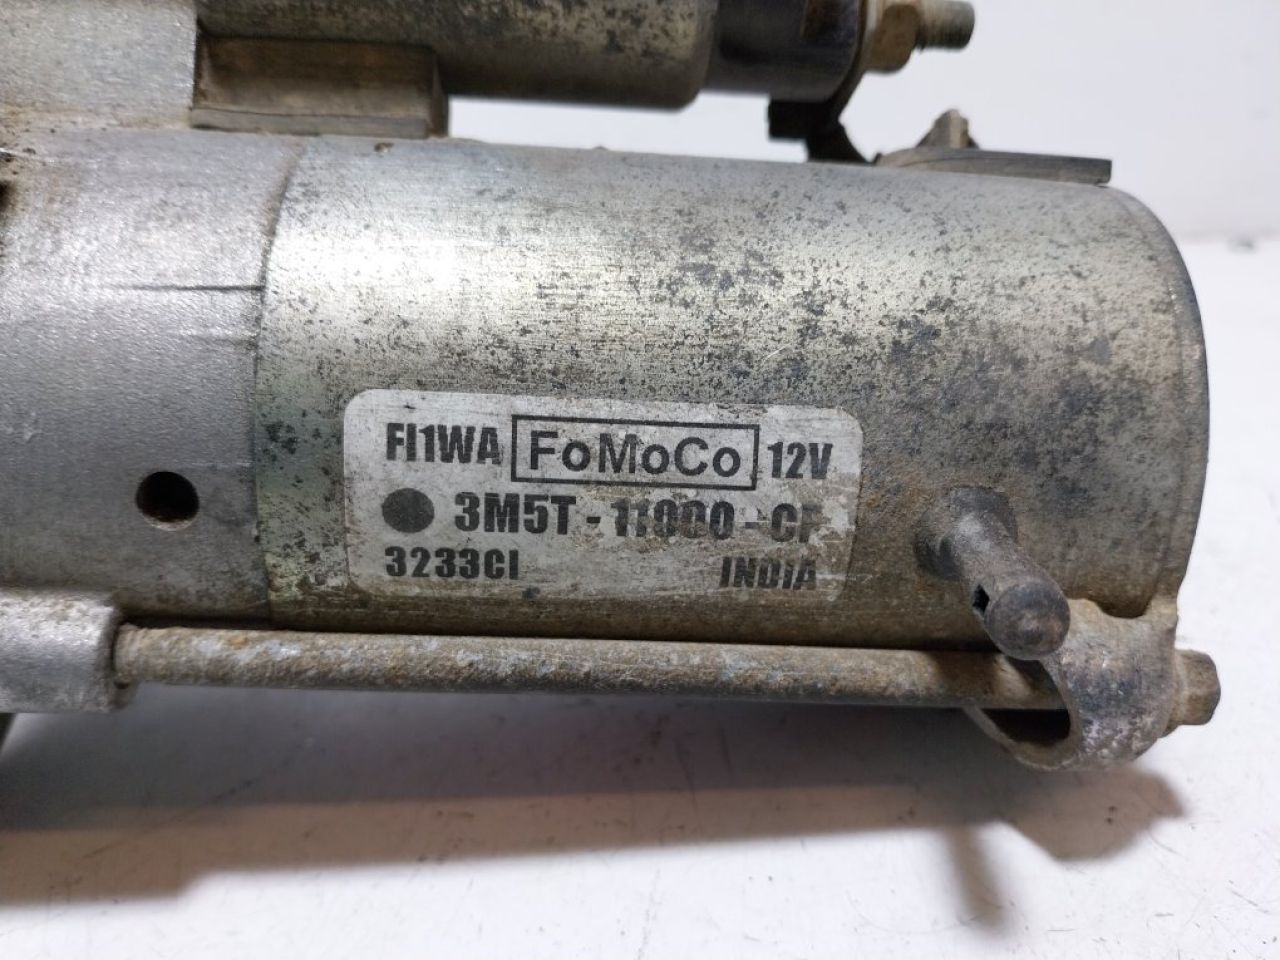 FI1WA FoMoCo 12V
3M5T-11000-CF
3233CI INDIA